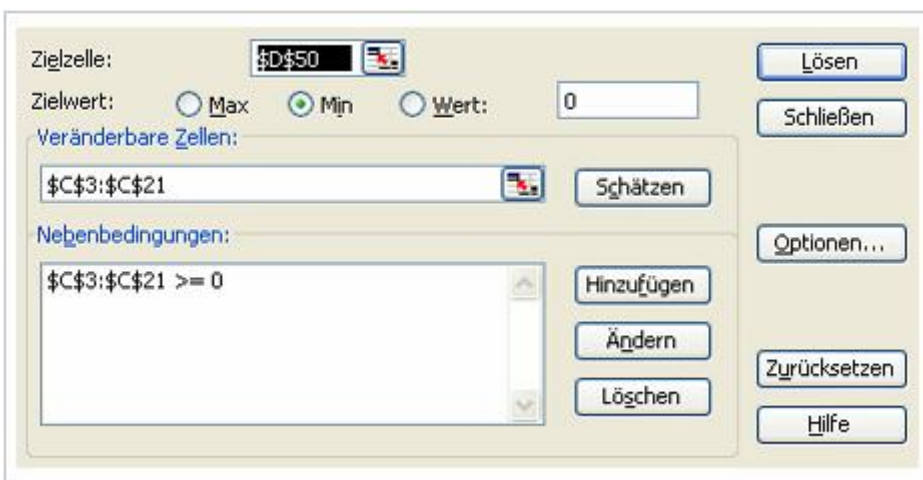 Zielzelle: $D$50 Lösen
Zielwert: Max Min Wert: 0 Schließen
Veränderbare Zellen:
$C$3:$C$21 Schätzen
Nebenbedingungen: Optionen...
$C$3:$C$21 >= 0 Hinzufügen
Ändern
Zurücksetzen
Löschen
Hilfe